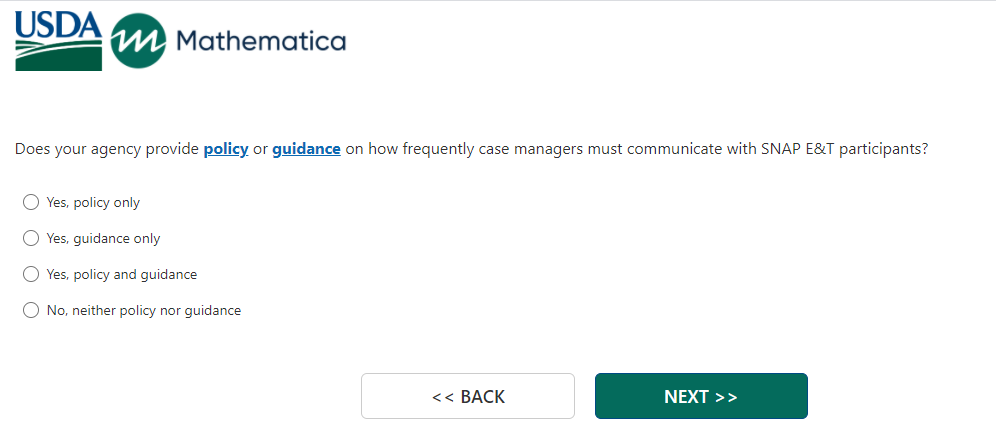 USDA
m Mathematica
Does your agency provide policy or guidance on how frequently case managers must communicate with SNAP E&T participants?
Yes, policy only
Yes, guidance only
Yes, policy and guidance
No, neither policy nor guidance
<< BACK
NEXT >>